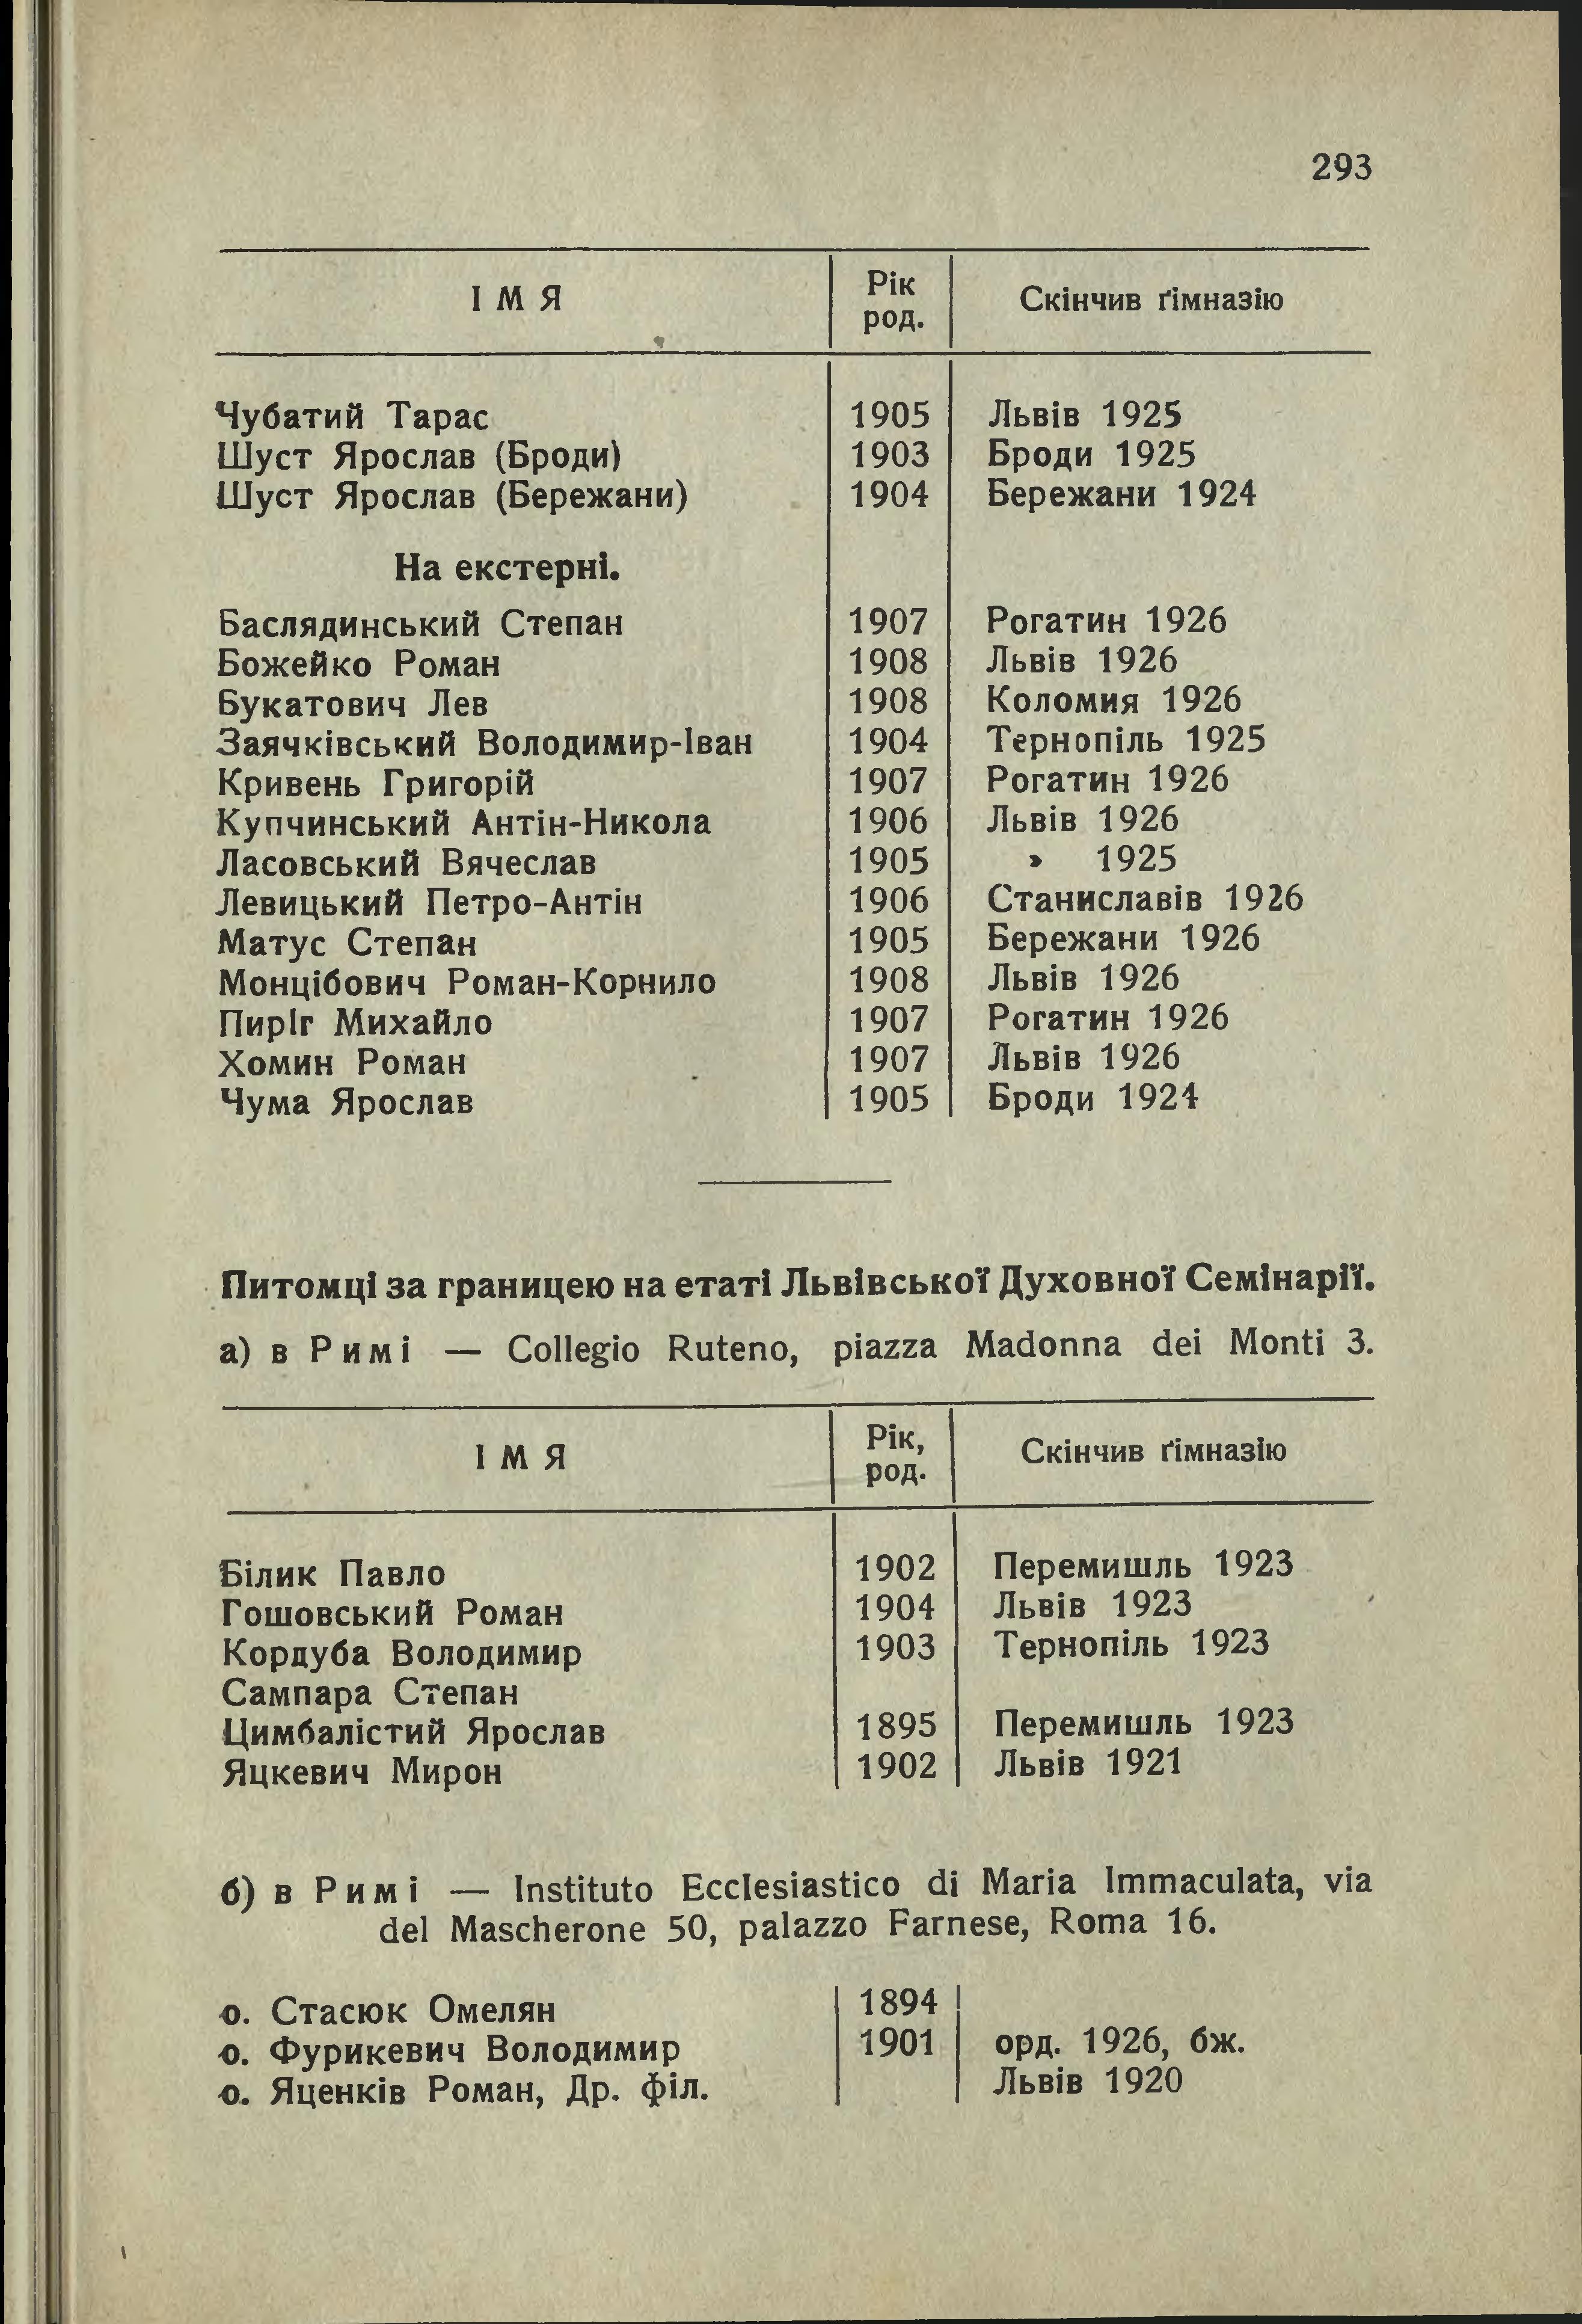 293
ІМЯ Рік род. Скінчив ґімназію
Чубатий Тарас 1905 Львів 1925
Шуст Ярослав (Броди) 1903 Броди 1925
Шуст Ярослав (Бережани) 1904 Бережани 1924
На екстерні.
Баслядинський Степан 1907 Рогатин 1926
Божейко Роман 1908 Львів 1926
Букатович Лев 1908 Коломия 1926
Заячківський Володимир-Іван 1904 Тернопіль 1925
Кривень Григорій 1907 Рогатин 1926
Купчинський Антін-Никола 1906 Львів 1926
Ласовський Вячеслав 1905 » 1925
Левицький Петро-Антін 1906 Станиславів 1926
Матус Степан 1905 Бережани 1926
Монцібович Роман-Корнило 1908 Львів 1926
Пиріг Михайло 1907 Рогатин 1926
Хомин Роман 1907 Львів 1926
Чума Ярослав 1905 Броди 1924
Питомці за границею на етаті Львівської Духовної Семінарії.
а) в Римі — Collegio Ruteno, piazza Madonna dei Monti 3.
ІМЯ Рік, род. Скінчив ґімназію
Білик Павло 1902 Перемишль 1923
Гошовський Роман 1904 Львів 1923
Кордуба Володимир 1903 Тернопіль 1923
Сампара Степан
Цимбалістий Ярослав 1895 Перемишль 1923
Яцкевич Мирон 1902 Львів 1921
б) в Римі — Instituto Ecclesiastico di Maria Immaculata, via
del Mascherone 50, palazzo Farnese, Roma 16.
о. Стасюк Омелян 1894
о. Фурикевич Володимир 1901 орд. 1926, бж.
о. Яценків Роман, Др. філ. Львів 1920